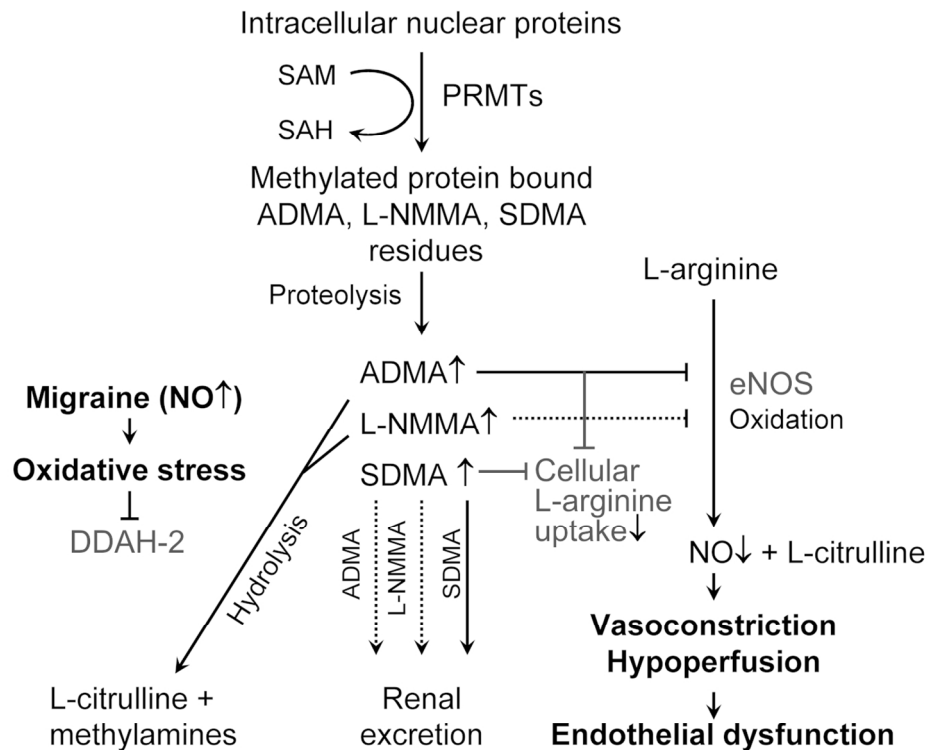 Intracellular nuclear proteins
SAM
PRMTs
SAH
Methylated protein bound
ADMA, L-NMMA, SDMA
residues
L-arginine
Proteolysis
ADMA↑
eNOS
Migraine (NO↑)
L-NMMA↑
Oxidation
Oxidative stress
SDMA ↑
Cellular
L-arginine
uptake↓
DDAH-2
Hydrolysis
ADMA
L-NMMA
SDMA
NO↓ + L-citrulline
Vasoconstriction
Hypoperfusion
L-citrulline +
methylamines
Renal
excretion
Endothelial dysfunction